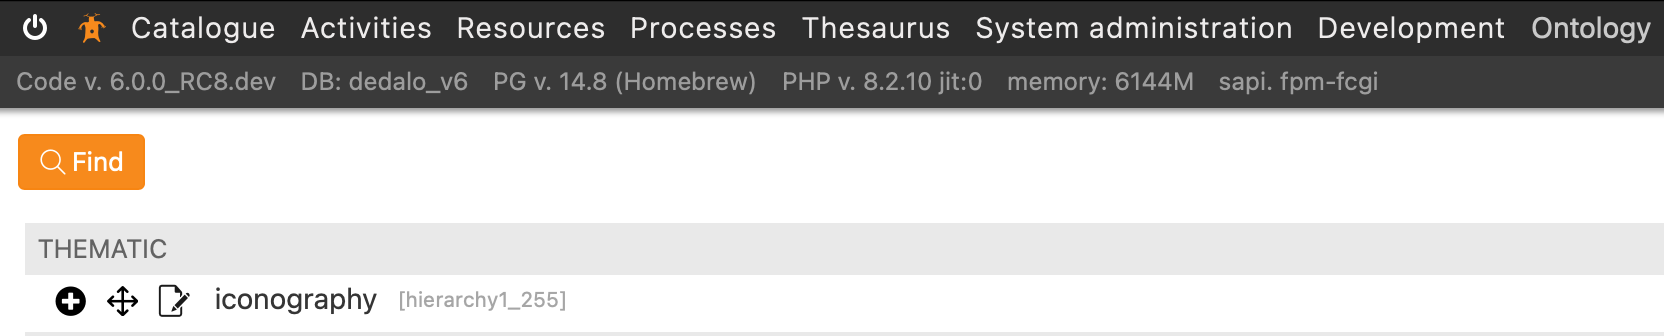 Catalogue Activities Resources Processes Thesaurus System administration Development Ontology
Code v. 6.0.0_RC8.dev DB: dedalo_v6 PG v. 14.8 (Homebrew) PHP v. 8.2.10 jit:0 memory: 6144M sapi. fpm-fcgi
Find
THEMATIC
iconography [hierarchy1_255]